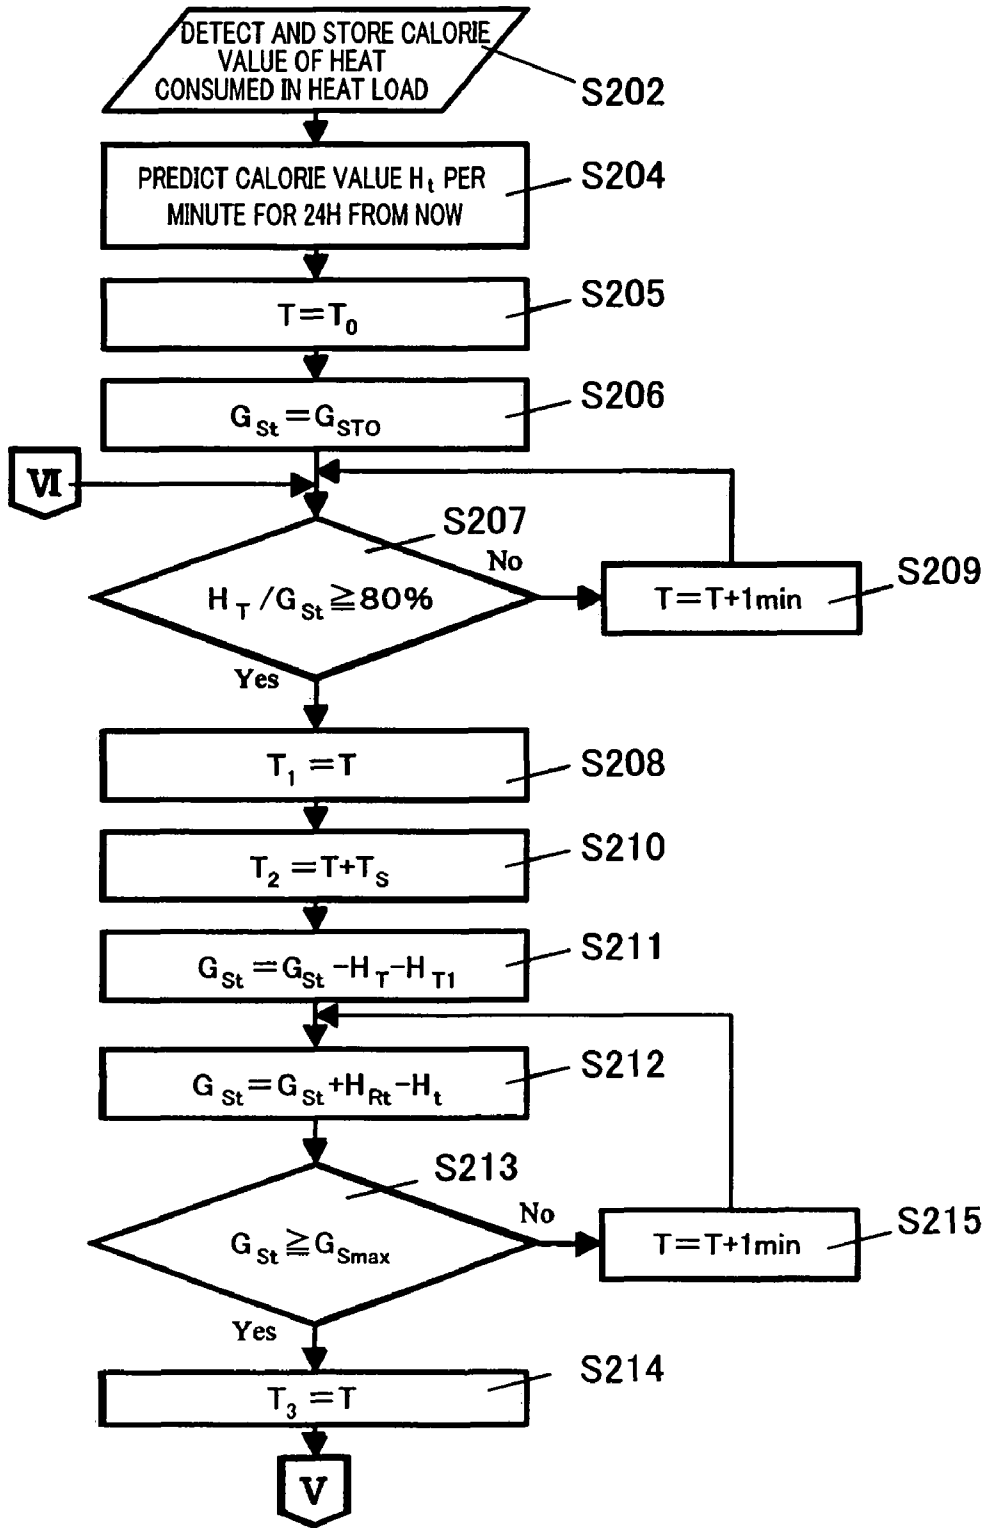 DETECT AND STORE CALORIE
VALUE OF HEAT
CONSUMED IN HEAT LOAD
S202
PREDICT CALORIE VALUE Ht PER
MINUTE FOR 24H FROM NOW
S204
T=T0
S205
GSt=GSTO
S206
VI
S207
HT/GSt≧80%
No
Yes
T=T+1min
S209
T1=T
S208
T2=T+TS
S210
GSt=GSt-HT-HT1
S211
GSt=GSt+HRt-Ht
S212
S213
GSt≧GSmax
No
Yes
T=T+1min
S215
T3=T
S214
V